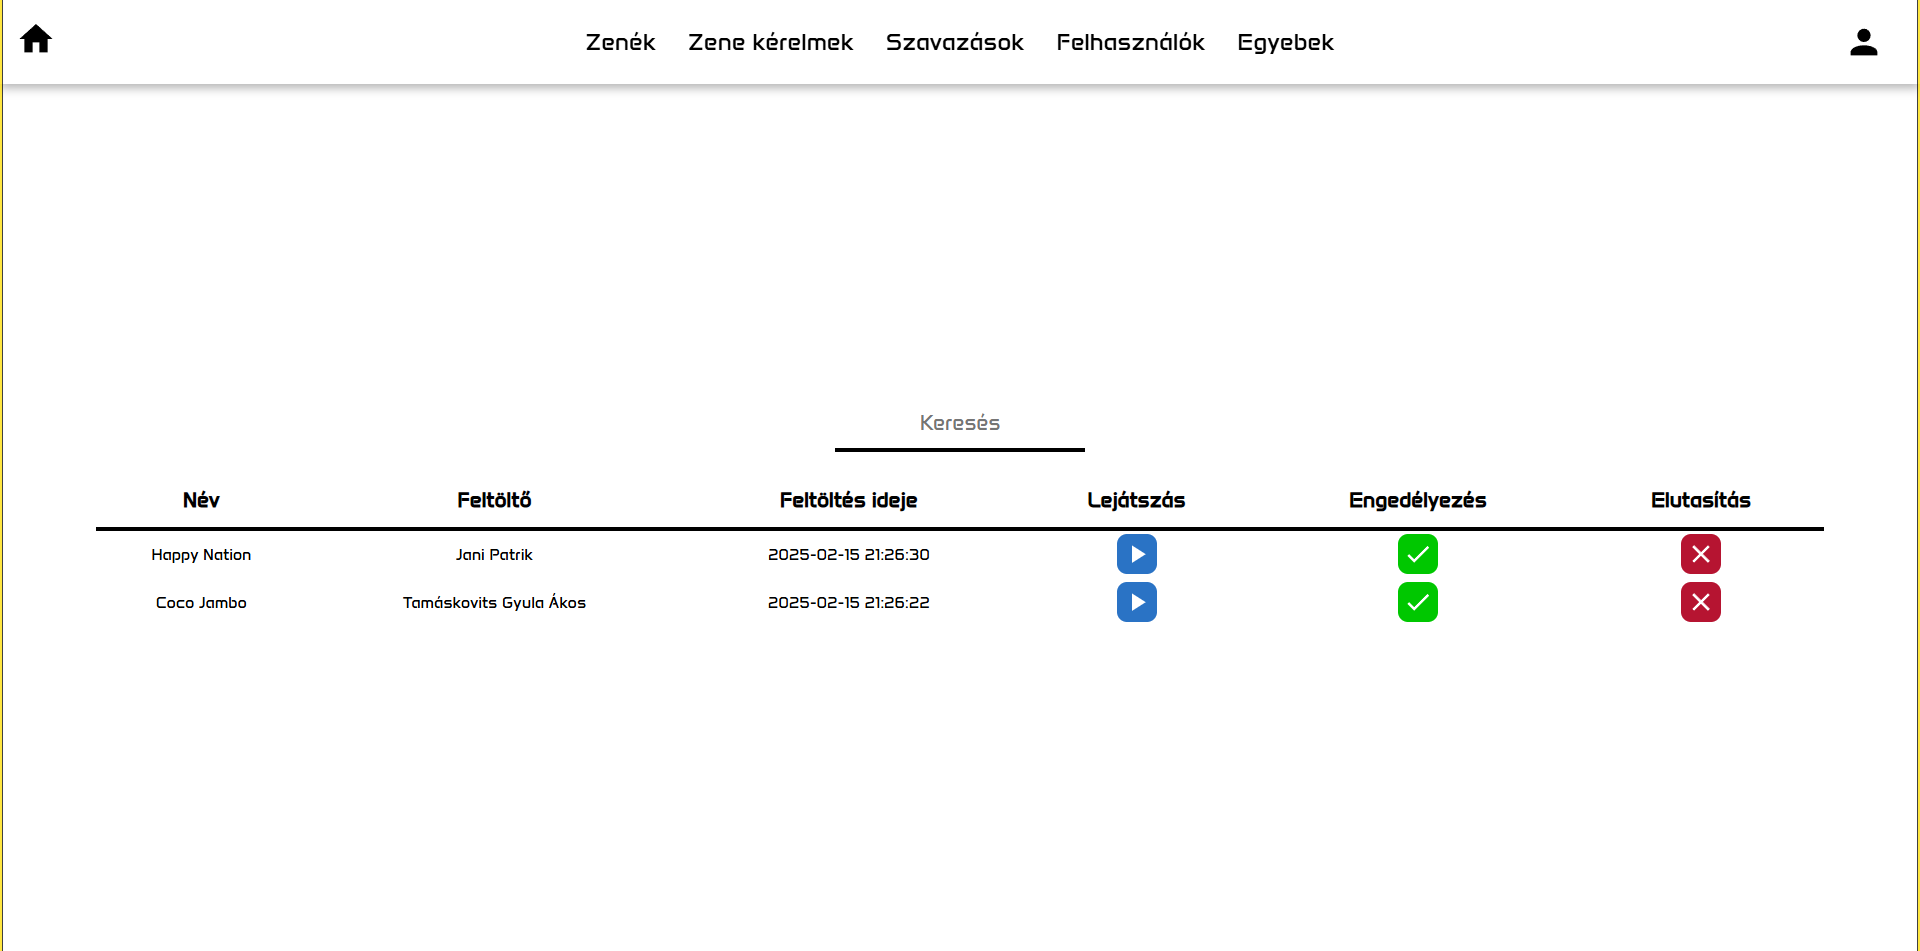 Zenék Zene kérelmek Szavazások Felhasználók Egyebek
Keresés
Név Feltöltő Feltöltés ideje Lejátszás Engedélyezés Elutasítás
Happy Nation Jani Patrik 2025-02-15 21:26:30
Coco Jambo Tamáskovits Gyula Ákos 2025-02-15 21:26:22